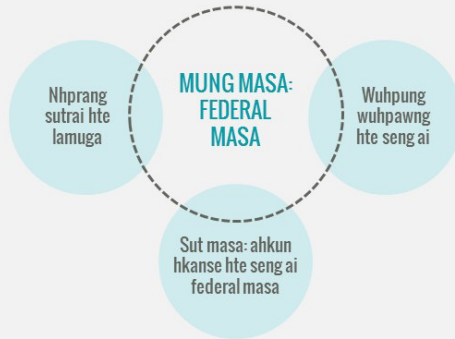 MUNG MASA:
FEDERAL
MASA
Nhprang
sutrai hte
lamuga
Wuhpung
wuhpawng
hte seng ai
Sut masa: ahkun
hkanse hte seng ai
federal masa